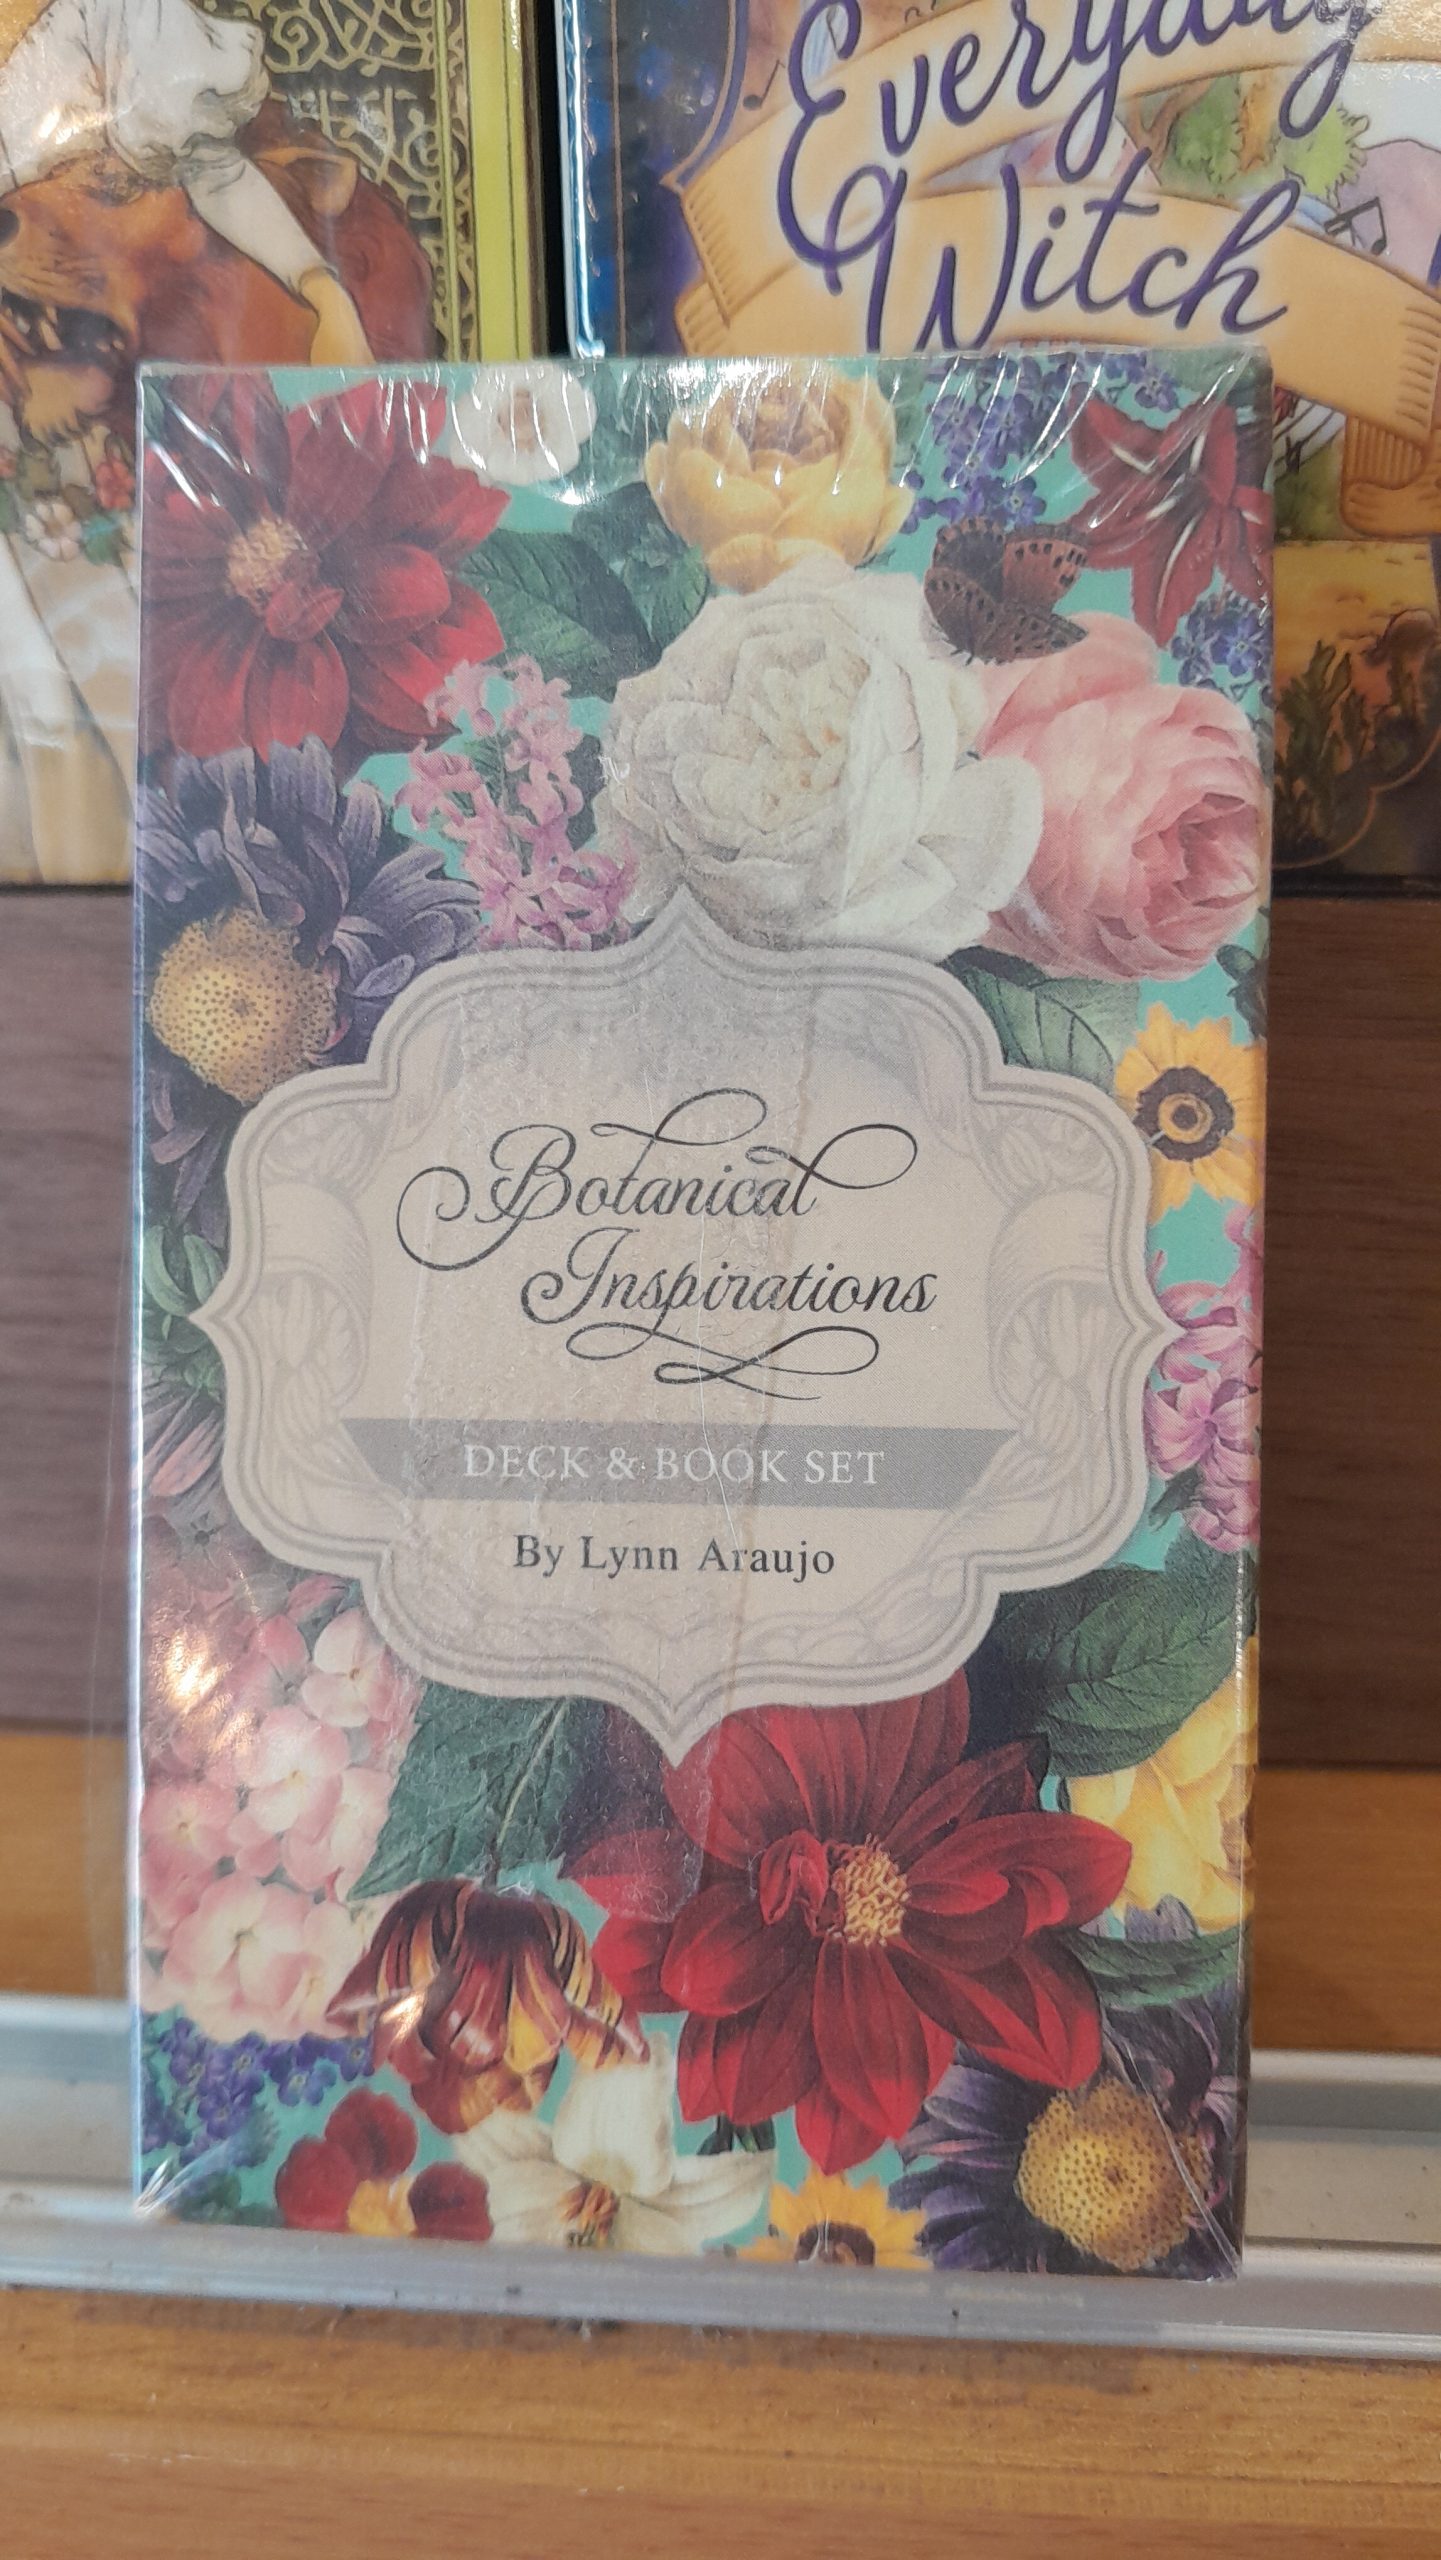 Everyday
Witch
Botanical
Inspirations
DECK & BOOK SET
By Lynn Araujo